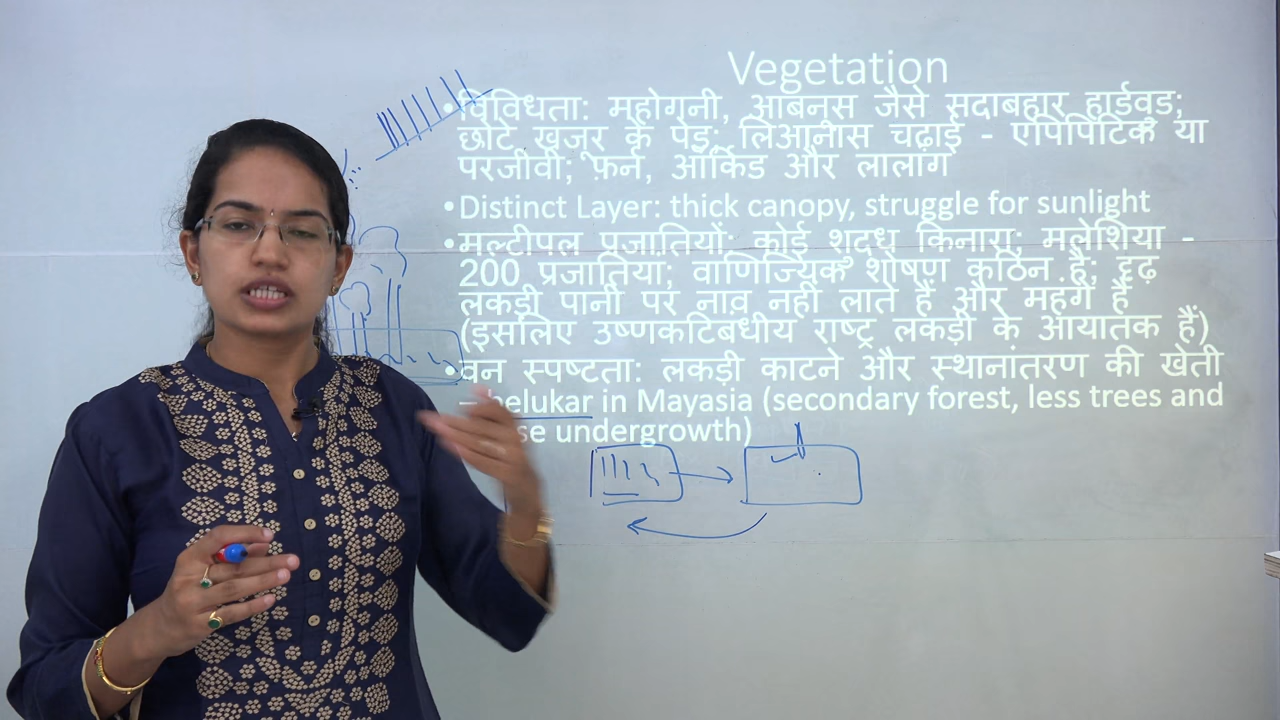 Vegetation
•विविधता: महोगनी, आबनूस जैसे सदाबहार हार्डवुड;
छोटे खजूर के पेड़; लिआनास चढ़ाई - एपिपिटिक या
परजीवी; फ़र्न, ऑर्किड और लालांग
•Distinct Layer: thick canopy, struggle for sunlight
•मल्टीपल प्रजातियों: कोई शुद्ध किनारा; मलेशिया -
200 प्रजातियां; वाणिज्यिक शोषण कठिन है; दृढ़
लकड़ी पानी पर नाव नहीं लाते हैं और महंगे हैं
(इसलिए उष्णकटिबंधीय राष्ट्र लकड़ी के आयातक हैं)
•वन स्पष्टता: लकड़ी काटने और स्थानांतरण की खेती
belukar in Mayasia (secondary forest, less trees and
se undergrowth)